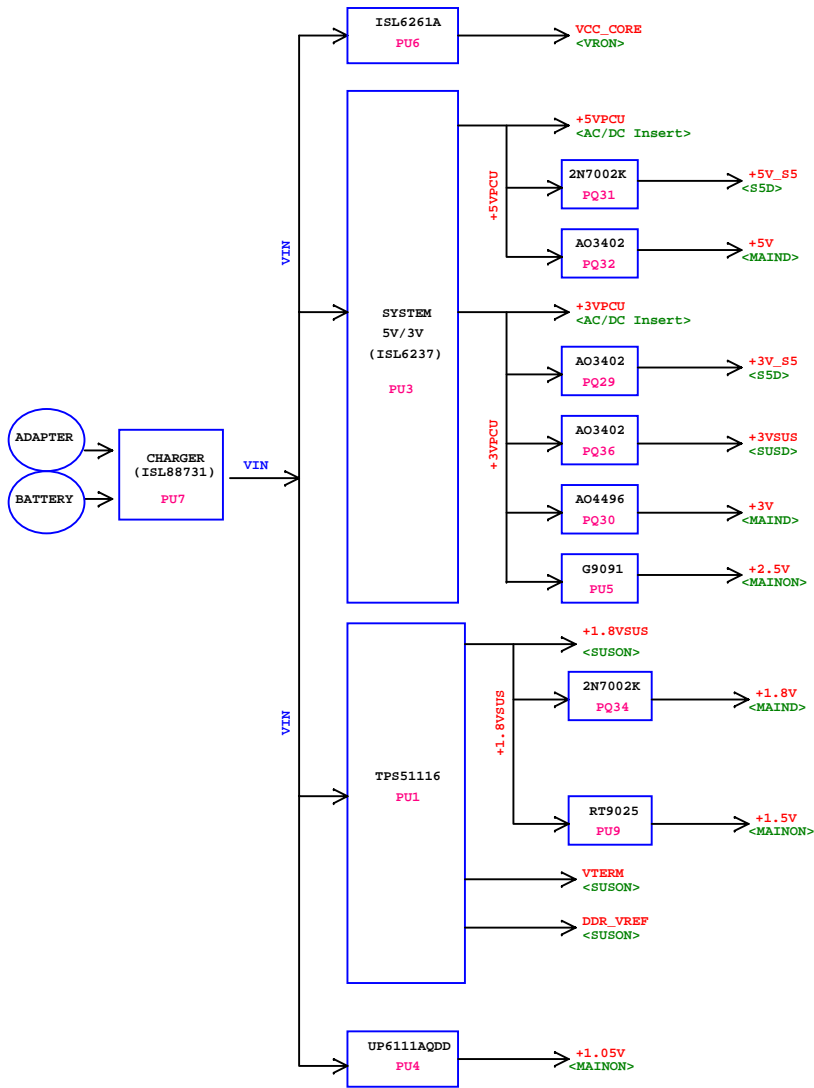 ISL6261A
PU6
VCC_CORE
<VRON>
+5VPCU
<AC/DC Insert>
+5VPCU
2N7002K
PQ31
+5V_S5
<S5D>
AO3402
PQ32
+5V
<MAIND>
VIN
SYSTEM
5V/3V
(ISL6237)
PU3
+3VPCU
<AC/DC Insert>
+3VPCU
AO3402
PQ29
+3V_S5
<S5D>
AO3402
PQ36
+3VSUS
<SUSD>
AO4496
PQ30
+3V
<MAIND>
G9091
PU5
+2.5V
<MAINON>
ADAPTER
BATTERY
CHARGER
(ISL88731)
PU7
VIN
VIN
TPS51116
PU1
+1.8VSUS
<SUSON>
+1.8VSUS
2N7002K
PQ34
+1.8V
<MAIND>
RT9025
PU9
+1.5V
<MAINON>
VTERM
<SUSON>
DDR_VREF
<SUSON>
UP6111AQDD
PU4
+1.05V
<MAINON>